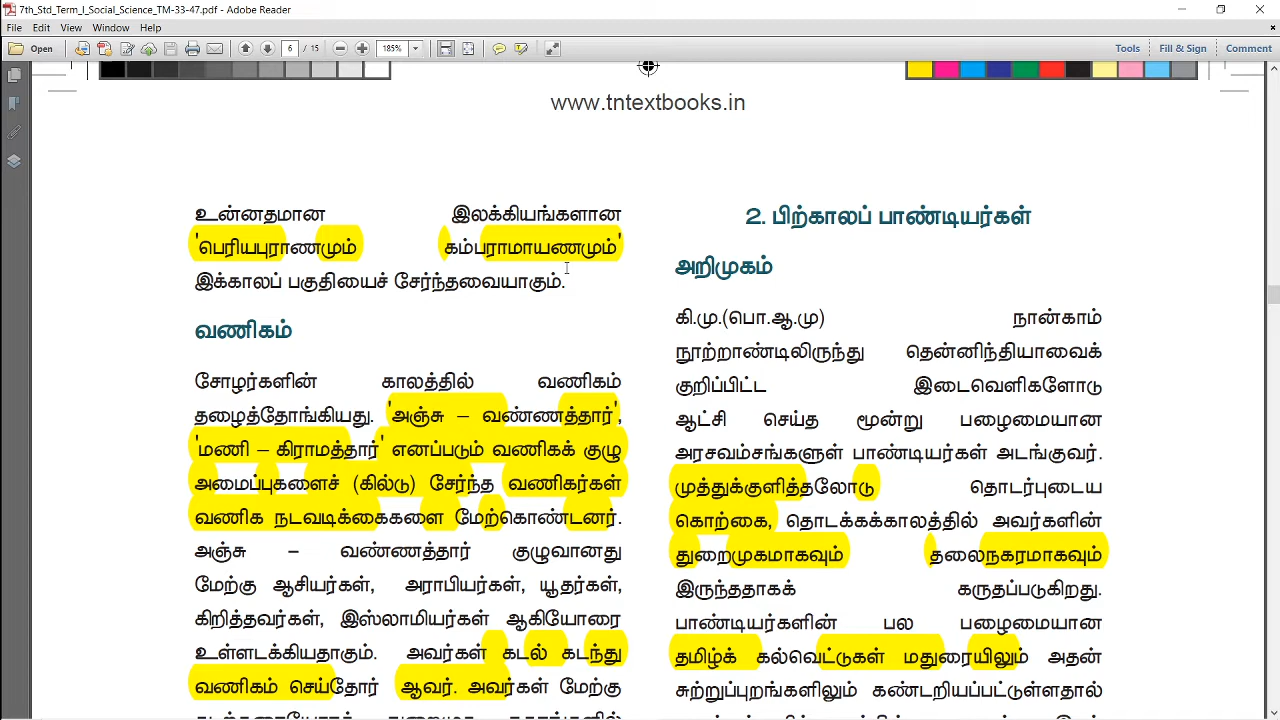 7th_Std_Term_I_Social_Science_TM-33-47.pdf - Adobe Reader
File Edit View Window Help
Open 6 / 15 185% Tools Fill & Sign Comment
www.tntextbooks.in
உன்னதமான இலக்கியங்களான
'பெரியபுராணமும் கம்பராமாயணமும்'
இக்காலப் பகுதியைச் சேர்ந்தவையாகும்.
வணிகம்
சோழர்களின் காலத்தில் வணிகம்
தழைத்தோங்கியது. 'அஞ்சு – வண்ணத்தார்',
'மணி – கிராமத்தார்' எனப்படும் வணிகக் குழு
அமைப்புகளைச் (கில்டு) சேர்ந்த வணிகர்கள்
வணிக நடவடிக்கைகளை மேற்கொண்டனர்.
அஞ்சு – வண்ணத்தார் குழுவானது
மேற்கு ஆசியர்கள், அராபியர்கள், யூதர்கள்,
கிறித்தவர்கள், இஸ்லாமியர்கள் ஆகியோரை
உள்ளடக்கியதாகும். அவர்கள் கடல் கடந்து
வணிகம் செய்தோர் ஆவர். அவர்கள் மேற்கு
2. பிற்காலப் பாண்டியர்கள்
அறிமுகம்
கி.மு.(பொ.ஆ.மு) நான்காம்
நூற்றாண்டிலிருந்து தென்னிந்தியாவைக்
குறிப்பிட்ட இடைவெளிகளோடு
ஆட்சி செய்த மூன்று பழைமையான
அரசவம்சங்களுள் பாண்டியர்கள் அடங்குவர்.
முத்துக்குளித்தலோடு தொடர்புடைய
கொற்கை, தொடக்ககாலத்தில் அவர்களின்
துறைமுகமாகவும் தலைநகரமாகவும்
இருந்ததாகக் கருதப்படுகிறது.
பாண்டியர்களின் பல பழைமையான
தமிழ்க் கல்வெட்டுகள் மதுரையிலும் அதன்
சுற்றுப்புறங்களிலும் கண்டறியப்பட்டுள்ளதால்